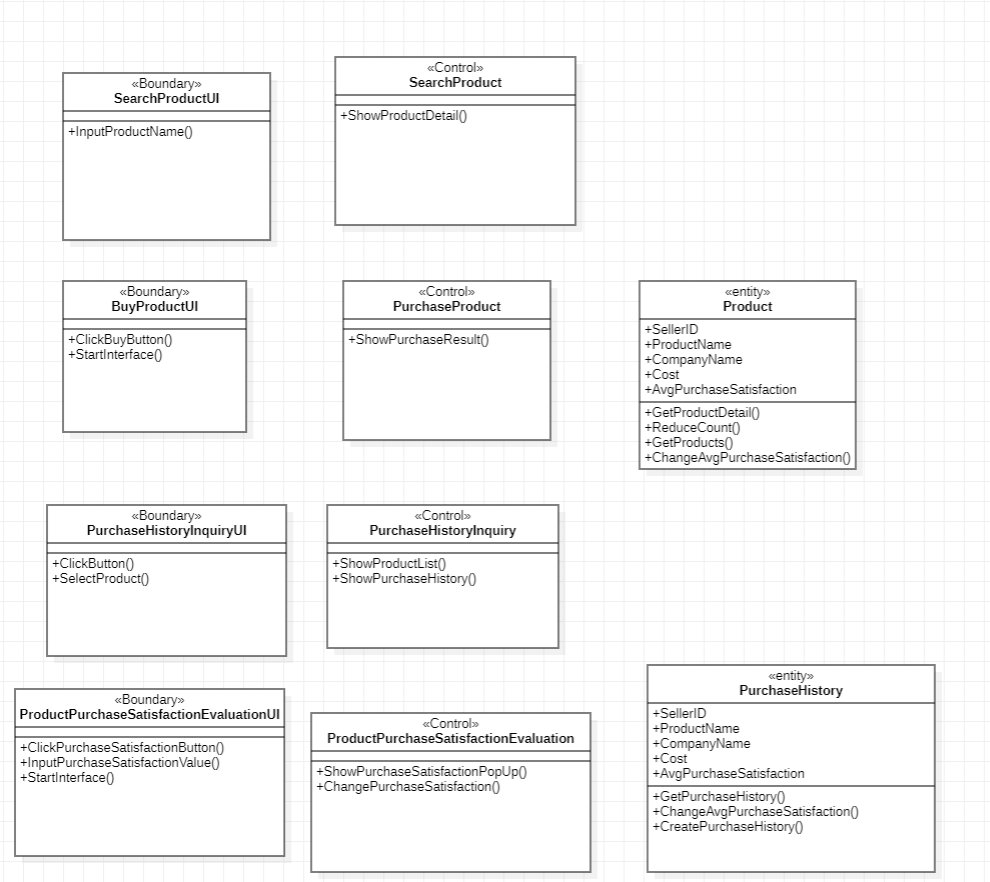 «Boundary»
SearchProductUI
+InputProductName()
«Control»
SearchProduct
+ShowProductDetail()
«Boundary»
BuyProductUI
+ClickBuyButton()
+StartInterface()
«Control»
PurchaseProduct
+ShowPurchaseResult()
«entity»
Product
+SellerID
+ProductName
+CompanyName
+Cost
+AvgPurchaseSatisfaction
+GetProductDetail()
+ReduceCount()
+GetProducts()
+ChangeAvgPurchaseSatisfaction()
«Boundary»
PurchaseHistoryInquiryUI
+ClickButton()
+SelectProduct()
«Control»
PurchaseHistoryInquiry
+ShowProductList()
+ShowPurchaseHistory()
«Boundary»
ProductPurchaseSatisfactionEvaluationUI
+ClickPurchaseSatisfactionButton()
+InputPurchaseSatisfactionValue()
+StartInterface()
«Control»
ProductPurchaseSatisfactionEvaluation
+ShowPurchaseSatisfactionPopUp()
+ChangePurchaseSatisfaction()
«entity»
PurchaseHistory
+SellerID
+ProductName
+CompanyName
+Cost
+AvgPurchaseSatisfaction
+GetPurchaseHistory()
+ChangeAvgPurchaseSatisfaction()
+CreatePurchaseHistory()